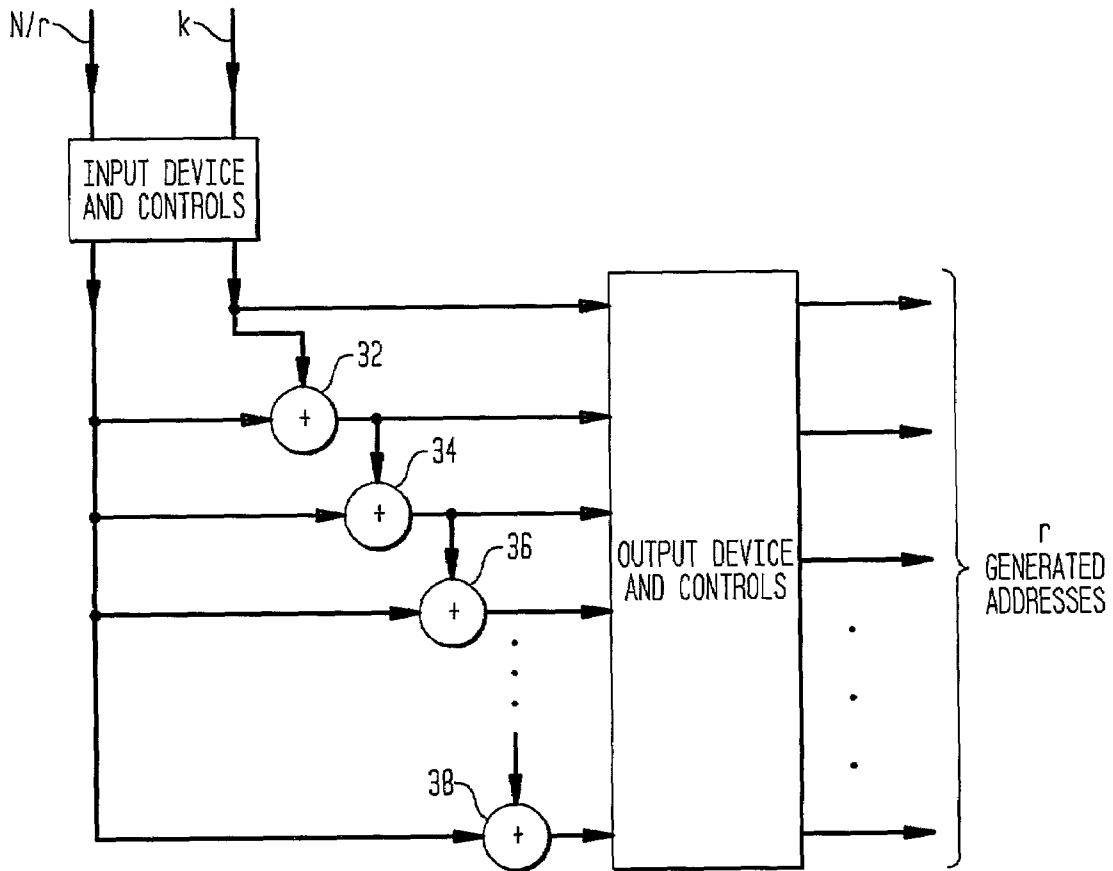 N/r
k
INPUT DEVICE
AND CONTROLS
32
+
34
+
36
+
OUTPUT DEVICE
AND CONTROLS
r
GENERATED
ADDRESSES
38
+